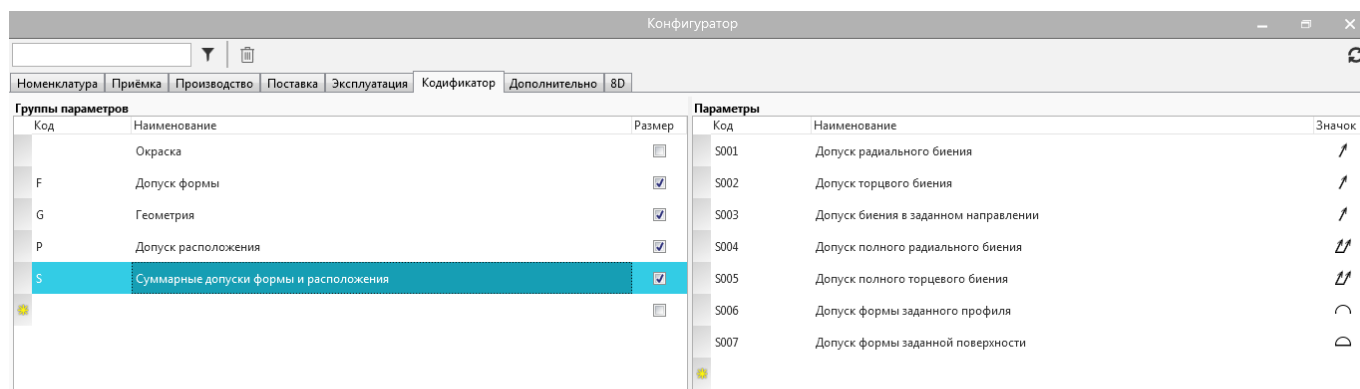 Конфигуратор
Номенклатура Приёмка Производство Поставка Эксплуатация Кодификатор Дополнительно 8D
Группы параметров
Код Наименование Размер
Окраска
F Допуск формы
G Геометрия
P Допуск расположения
S Суммарные допуски формы и расположения
Параметры
Код Наименование Значок
S001 Допуск радиального биения
S002 Допуск торцвого биения
S003 Допуск биения в заданном направлении
S004 Допуск полного радиального биения
S005 Допуск полного торцевого биения
S006 Допуск формы заданного профиля
S007 Допуск формы заданной поверхности